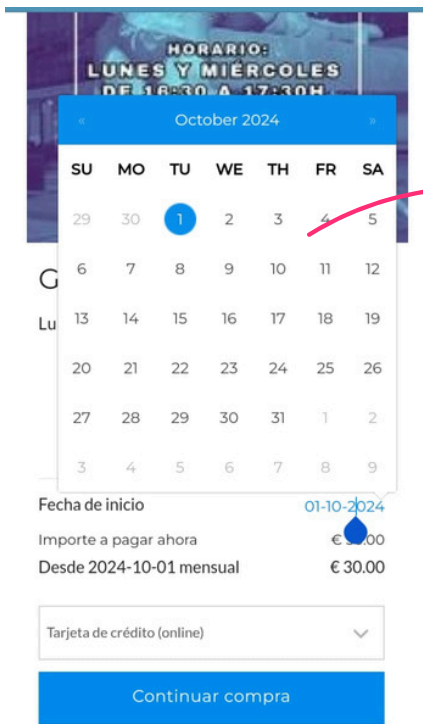 HORARIO:
LUNES Y MIÉRCOLES
DE 16:30 A 17:30H
« October 2024 »
SU MO TU WE TH FR SA
29 30 1 2 3 4 5
6 7 8 9 10 11 12
13 14 15 16 17 18 19
20 21 22 23 24 25 26
27 28 29 30 31 1 2
3 4 5 6 7 8 9
G
Lu
Fecha de inicio 01-10-2024
Importe a pagar ahora €
Desde 2024-10-01 mensual € 30.00
Tarjeta de crédito (online)
Continuar compra